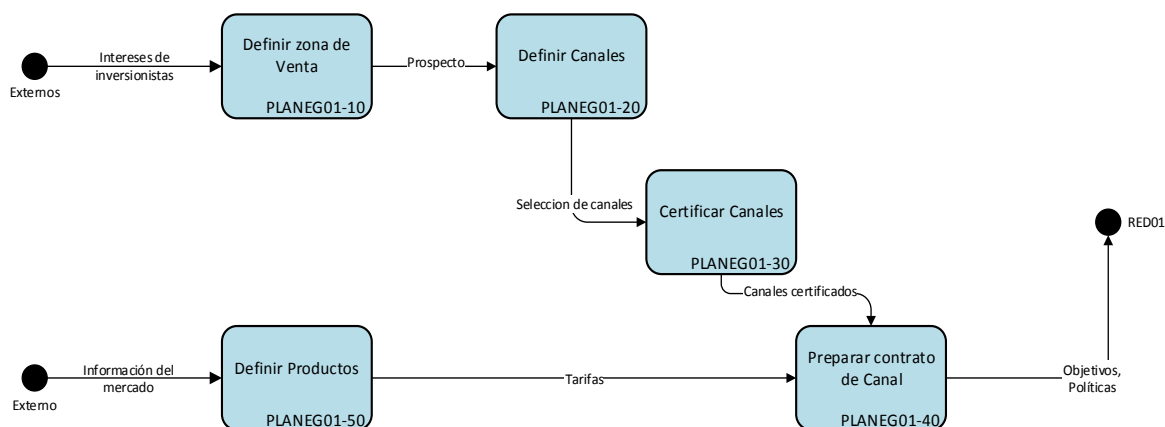 Externos
Intereses de
inversionistas
Definir zona de
Venta
PLANEG01-10
Prospecto
Definir Canales
PLANEG01-20
Seleccion de canales
Certificar Canales
PLANEG01-30
RED01
Canales certificados
Externo
Información del
mercado
Definir Productos
PLANEG01-50
Tarifas
Preparar contrato
de Canal
PLANEG01-40
Objetivos,
Políticas